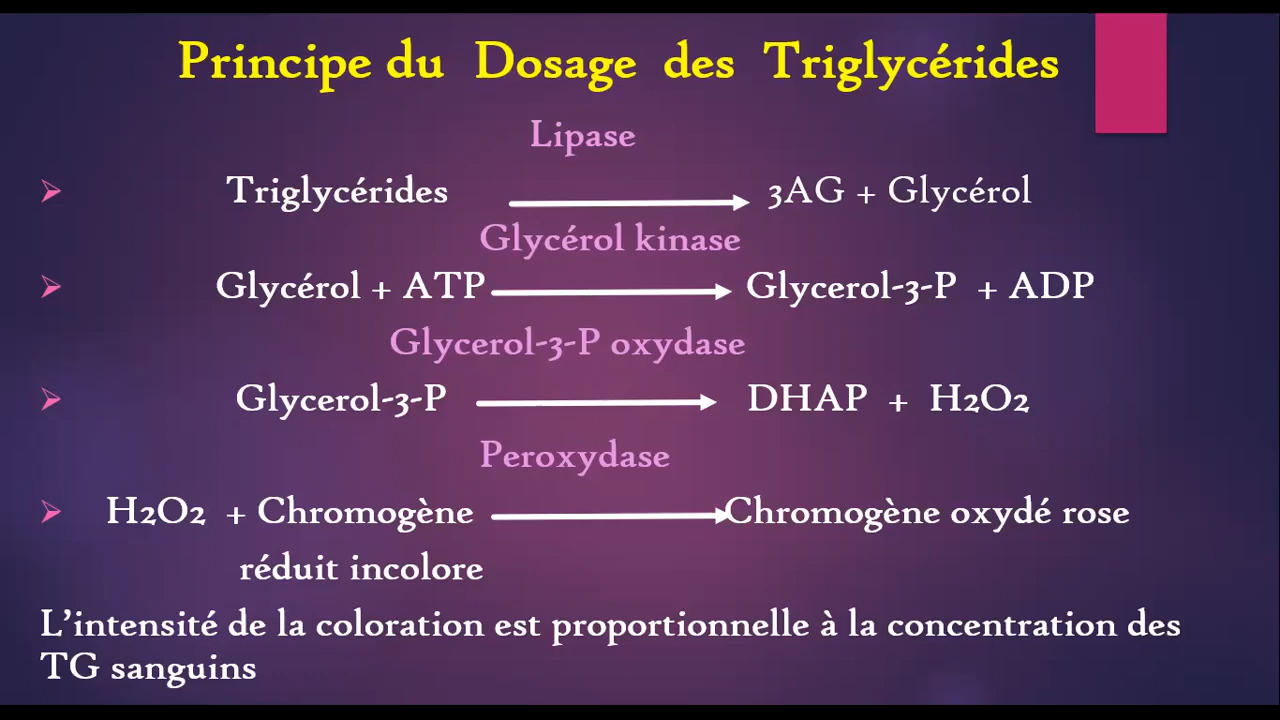 Principe du Dosage des Triglycérides
Lipase
Triglycérides 3AG + Glycérol
Glycérol kinase
Glycérol + ATP Glycerol-3-P + ADP
Glycerol-3-P oxydase
Glycerol-3-P DHAP + H2O2
Peroxydase
H2O2 + Chromogène Chromogène oxydé rose
réduit incolore
L’intensité de la coloration est proportionnelle à la concentration des
TG sanguins